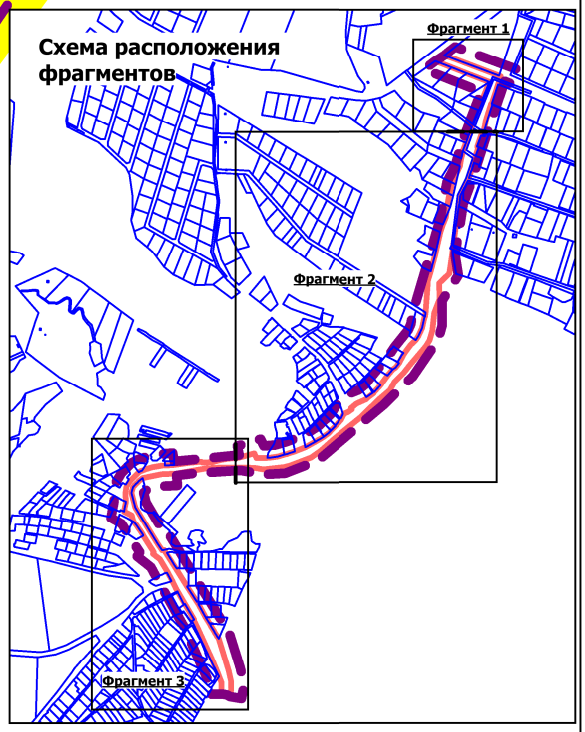 Схема расположения
фрагментов
Фрагмент 1
Фрагмент 2
Фрагмент 3